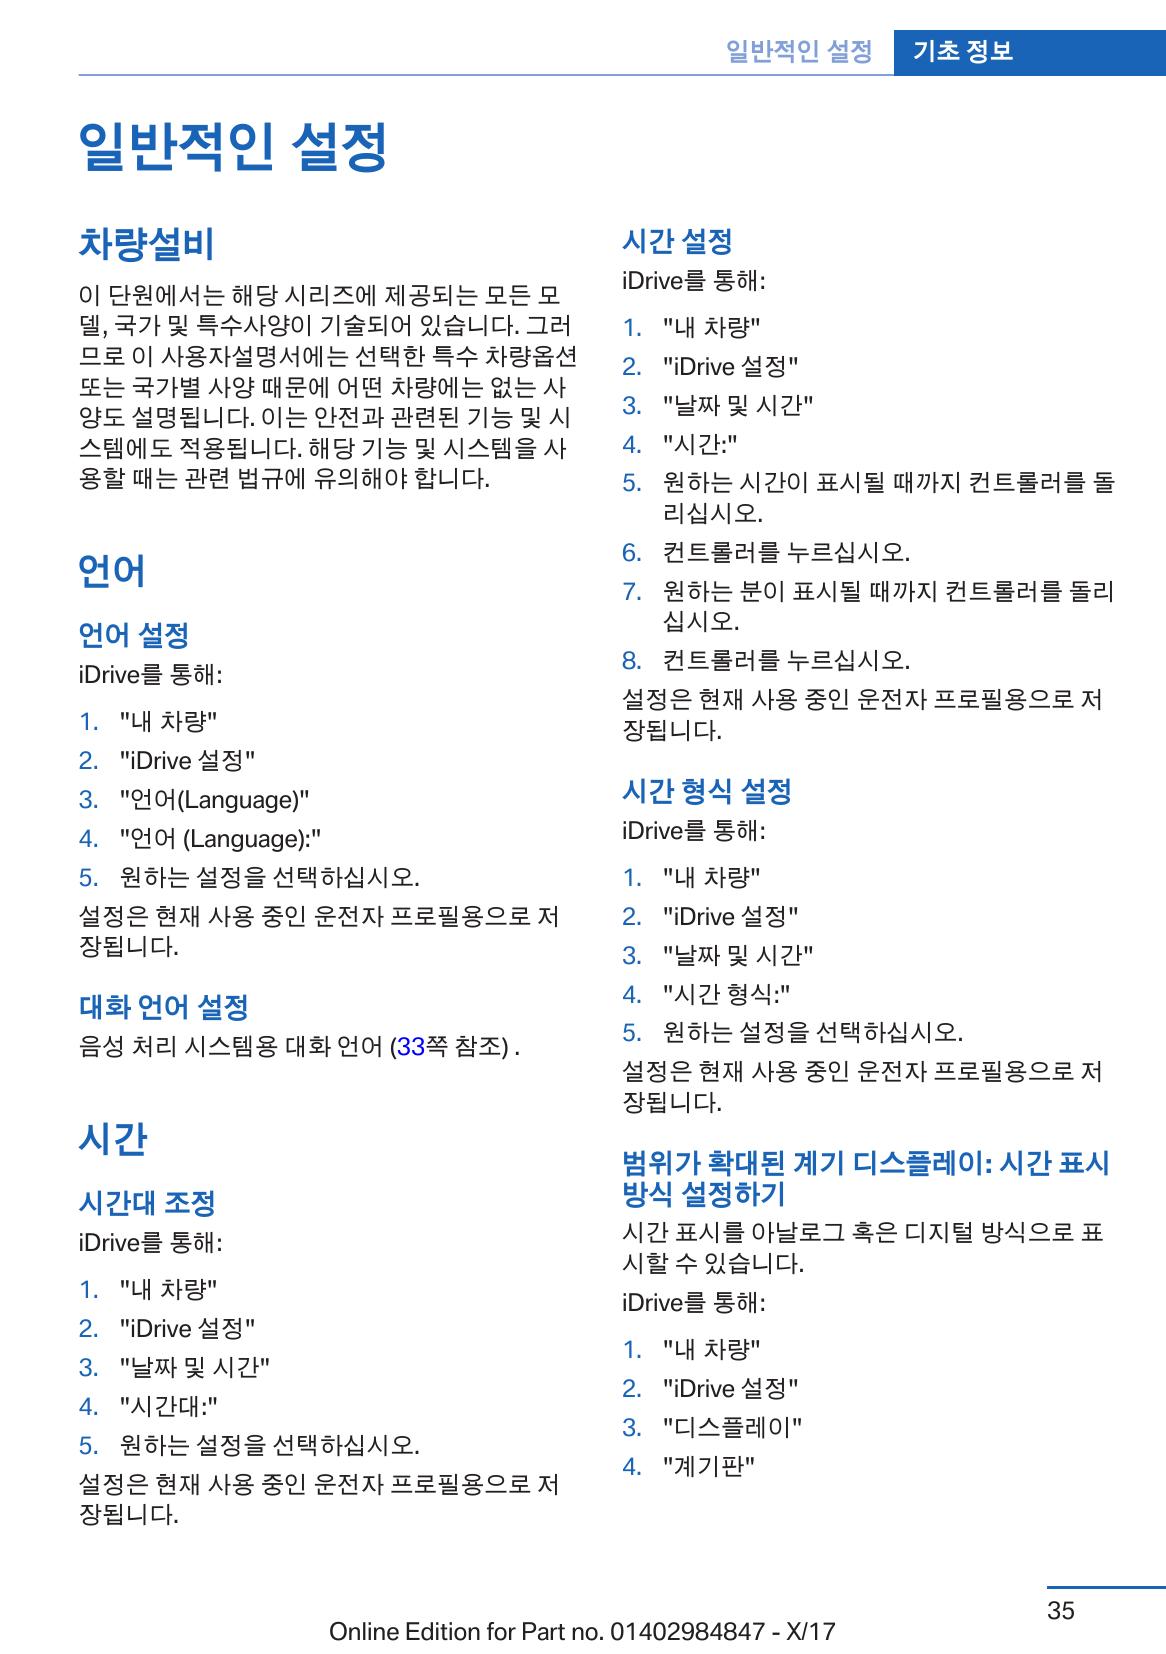 일반적인 설정 기초 정보
일반적인 설정
차량설비
이 단원에서는 해당 시리즈에 제공되는 모든 모
델, 국가 및 특수사양이 기술되어 있습니다. 그러
므로 이 사용자설명서에는 선택한 특수 차량옵션
또는 국가별 사양 때문에 어떤 차량에는 없는 사
양도 설명됩니다. 이는 안전과 관련된 기능 및 시
스템에도 적용됩니다. 해당 기능 및 시스템을 사
용할 때는 관련 법규에 유의해야 합니다.
언어
언어 설정
iDrive를 통해:
1. "내 차량"
2. "iDrive 설정"
3. "언어(Language)"
4. "언어 (Language):"
5. 원하는 설정을 선택하십시오.
설정은 현재 사용 중인 운전자 프로필용으로 저
장됩니다.
대화 언어 설정
음성 처리 시스템용 대화 언어 (33쪽 참조) .
시간
시간대 조정
iDrive를 통해:
1. "내 차량"
2. "iDrive 설정"
3. "날짜 및 시간"
4. "시간대:"
5. 원하는 설정을 선택하십시오.
설정은 현재 사용 중인 운전자 프로필용으로 저
장됩니다.
시간 설정
iDrive를 통해:
1. "내 차량"
2. "iDrive 설정"
3. "날짜 및 시간"
4. "시간:"
5. 원하는 시간이 표시될 때까지 컨트롤러를 돌
리십시오.
6. 컨트롤러를 누르십시오.
7. 원하는 분이 표시될 때까지 컨트롤러를 돌리
십시오.
8. 컨트롤러를 누르십시오.
설정은 현재 사용 중인 운전자 프로필용으로 저
장됩니다.
시간 형식 설정
iDrive를 통해:
1. "내 차량"
2. "iDrive 설정"
3. "날짜 및 시간"
4. "시간 형식:"
5. 원하는 설정을 선택하십시오.
설정은 현재 사용 중인 운전자 프로필용으로 저
장됩니다.
범위가 확대된 계기 디스플레이: 시간 표시
방식 설정하기
시간 표시를 아날로그 혹은 디지털 방식으로 표
시할 수 있습니다.
iDrive를 통해:
1. "내 차량"
2. "iDrive 설정"
3. "디스플레이"
4. "계기판"
35
Online Edition for Part no. 01402984847 - X/17